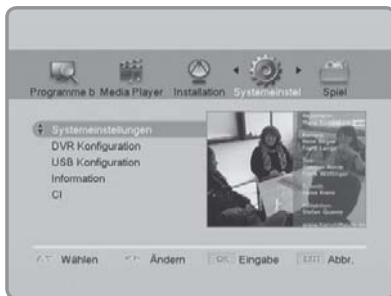 Programme b Media Player Installation Systemeinstel Spiel
Systemeinstellungen
DVR Konfiguration
USB Konfiguration
Information
CI
Wählen Ändern OK Eingabe EXIT Abbr.